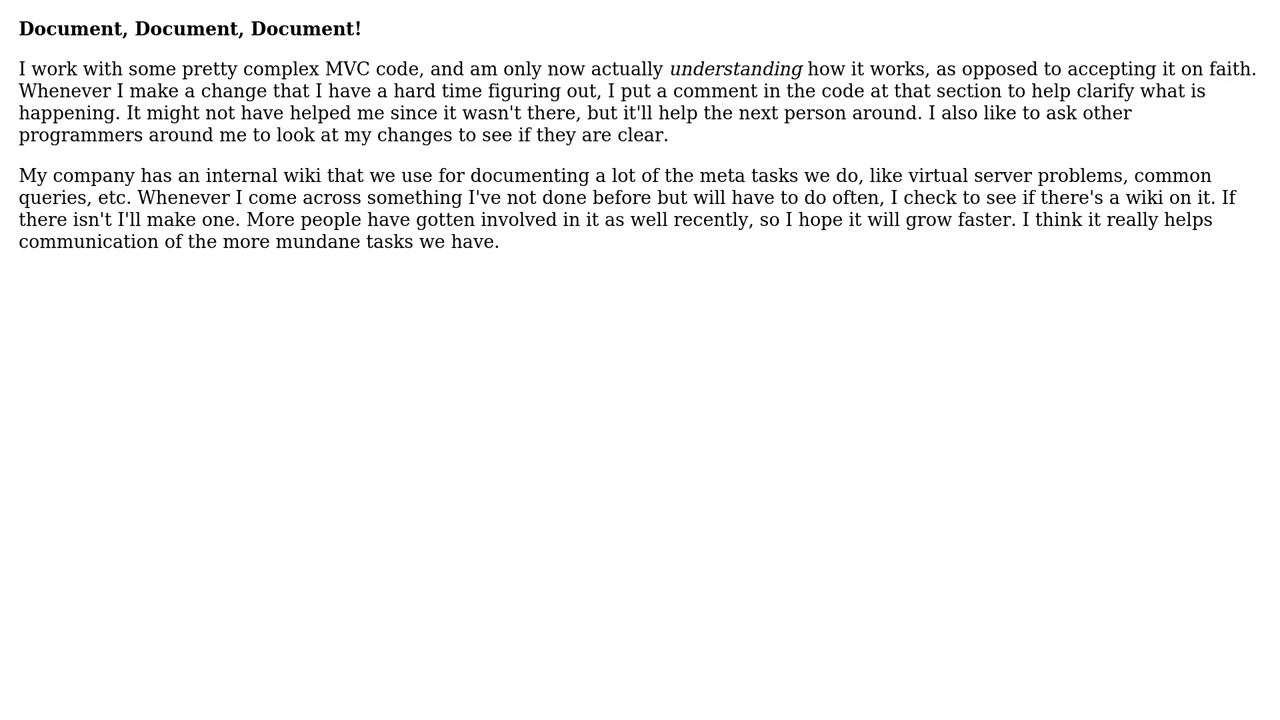 Document, Document, Document!
I work with some pretty complex MVC code, and am only now actually understanding how it works, as opposed to accepting it on faith.
Whenever I make a change that I have a hard time figuring out, I put a comment in the code at that section to help clarify what is
happening. It might not have helped me since it wasn't there, but it'll help the next person around. I also like to ask other
programmers around me to look at my changes to see if they are clear.
My company has an internal wiki that we use for documenting a lot of the meta tasks we do, like virtual server problems, common
queries, etc. Whenever I come across something I've not done before but will have to do often, I check to see if there's a wiki on it. If
there isn't I'll make one. More people have gotten involved in it as well recently, so I hope it will grow faster. I think it really helps
communication of the more mundane tasks we have.